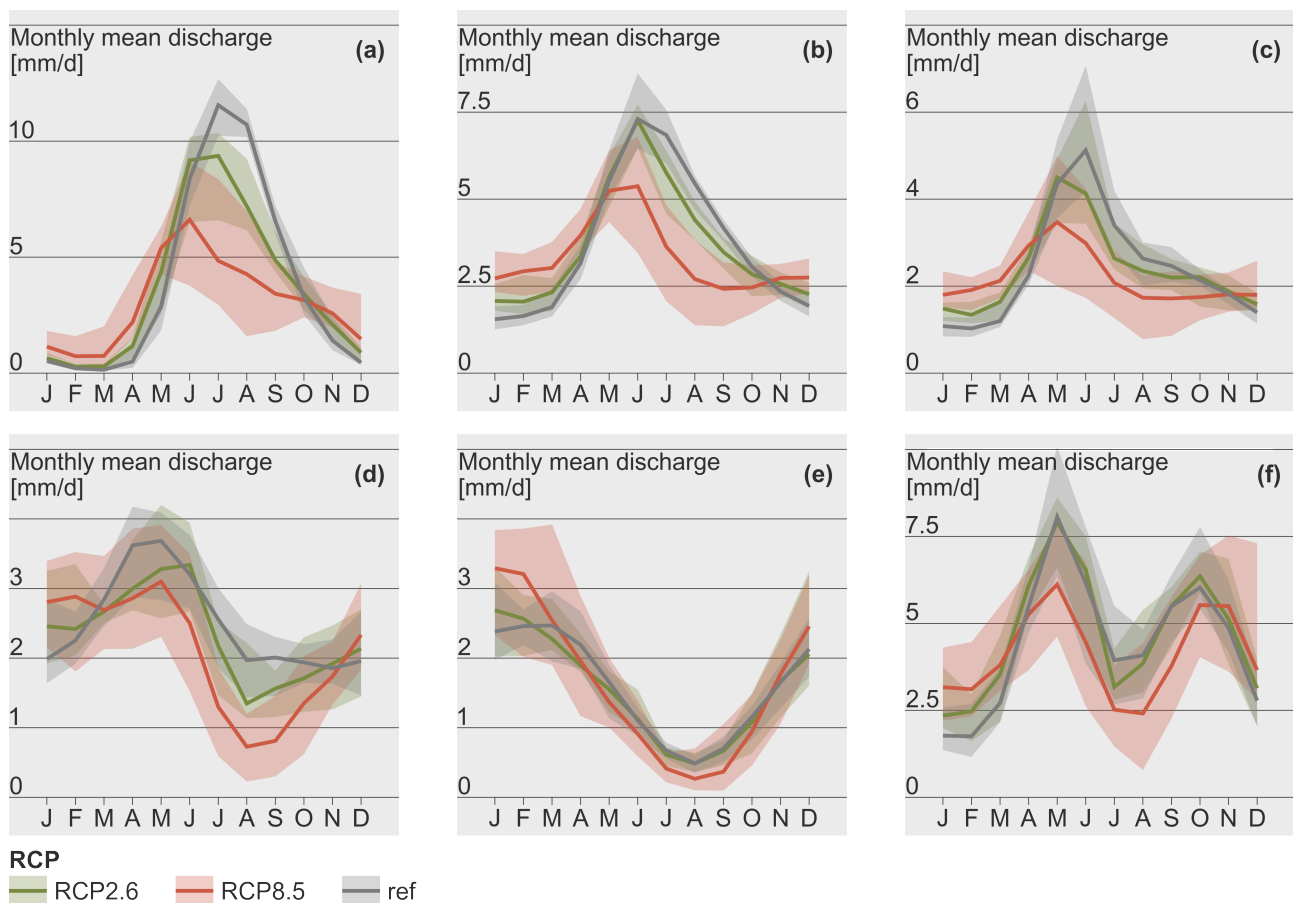 Monthly mean discharge (a)
[mm/d]
10
5
0
J F M A M J J A S O N D
Monthly mean discharge (b)
[mm/d]
7.5
5
2.5
0
J F M A M J J A S O N D
Monthly mean discharge (c)
[mm/d]
6
4
2
0
J F M A M J J A S O N D
Monthly mean discharge (d)
[mm/d]
3
2
1
0
J F M A M J J A S O N D
Monthly mean discharge (e)
[mm/d]
3
2
1
0
J F M A M J J A S O N D
Monthly mean discharge (f)
[mm/d]
7.5
5
2.5
0
J F M A M J J A S O N D
RCP
RCP2.6 RCP8.5 ref